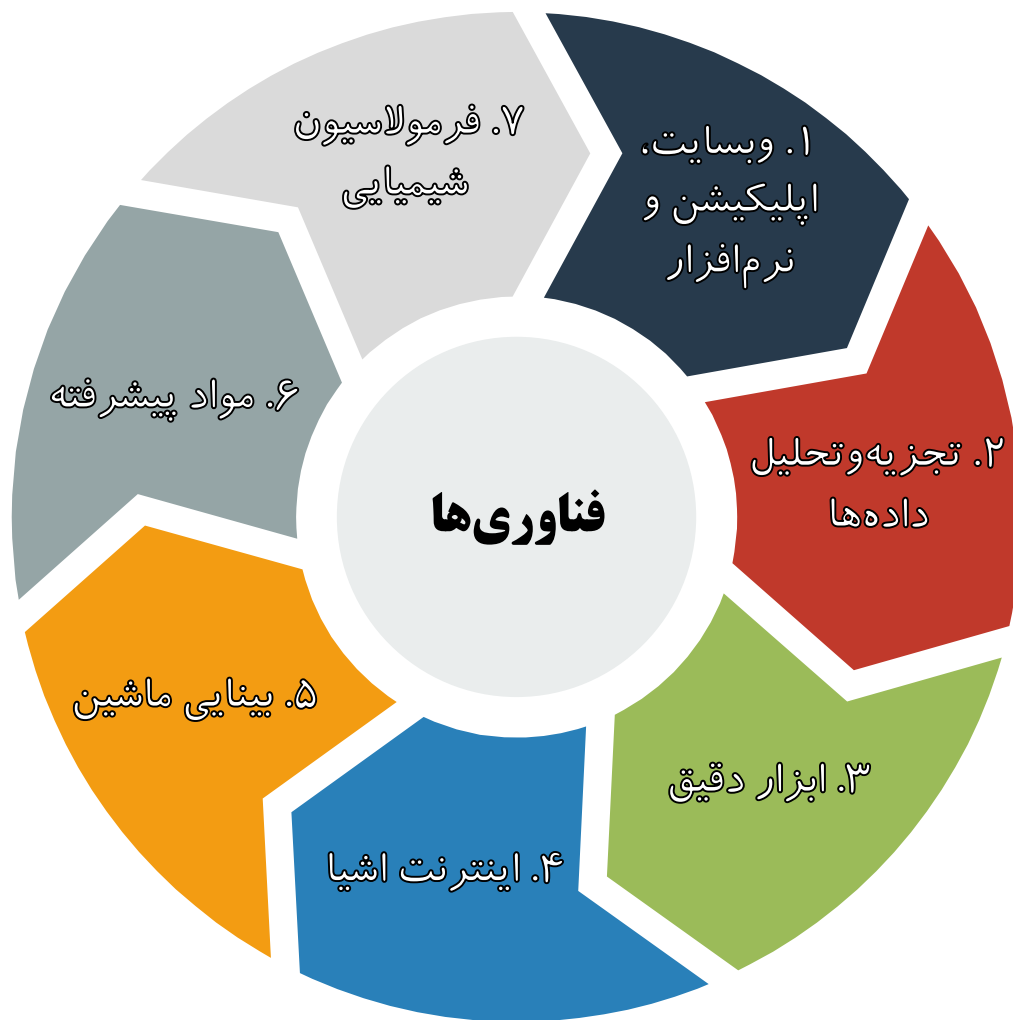 فناوری‌ها
۱. وبسایت،
اپلیکیشن و
نرم‌افزار
۲. تجزیه‌وتحلیل
داده‌ها
۳. ابزار دقیق
۴. اینترنت اشیا
۵. بینایی ماشین
۶. مواد پیشرفته
۷. فرمولاسیون
شیمیایی